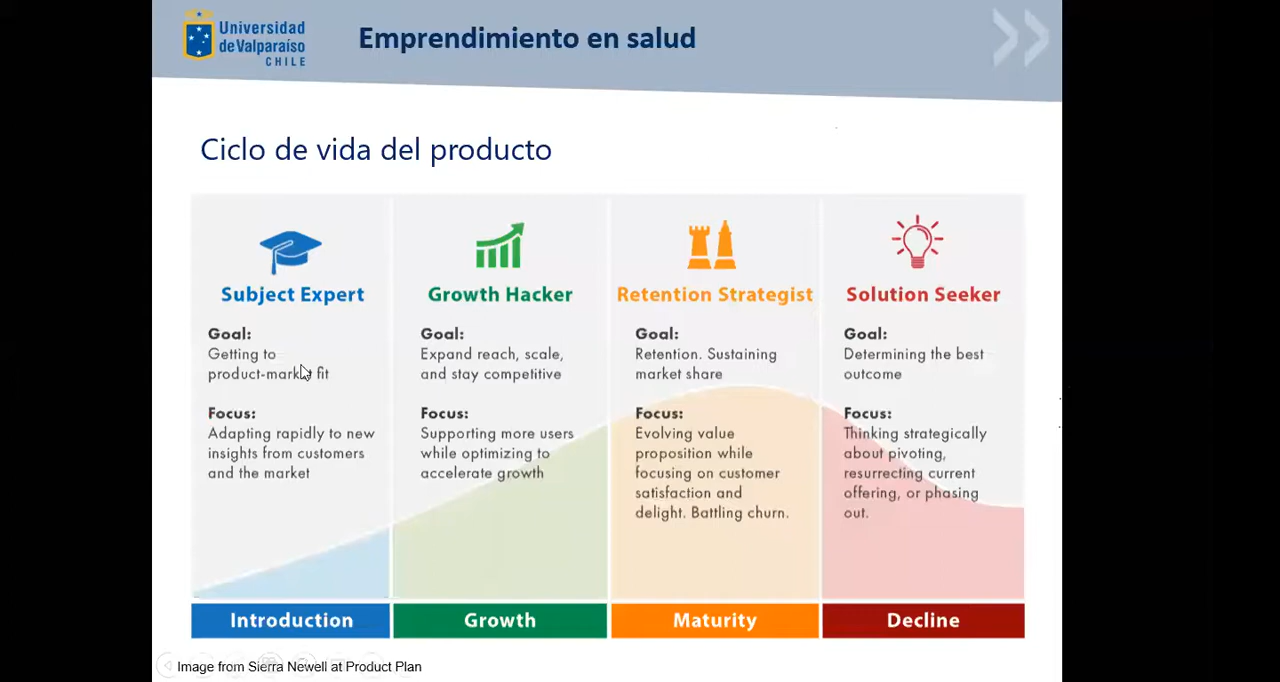 Universidad
de Valparaíso
CHILE
Emprendimiento en salud
Ciclo de vida del producto
Subject Expert
Goal:
Getting to
product-market fit
Focus:
Adapting rapidly to new
insights from customers
and the market
Introduction
Growth Hacker
Goal:
Expand reach, scale,
and stay competitive
Focus:
Supporting more users
while optimizing to
accelerate growth
Growth
Retention Strategist
Goal:
Retention. Sustaining
market share
Focus:
Evolving value
proposition while
focusing on customer
satisfaction and
delight. Battling churn.
Maturity
Solution Seeker
Goal:
Determining the best
outcome
Focus:
Thinking strategically
about pivoting,
resurrecting current
offering, or phasing
out.
Decline
Image from Sierra Newell at Product Plan